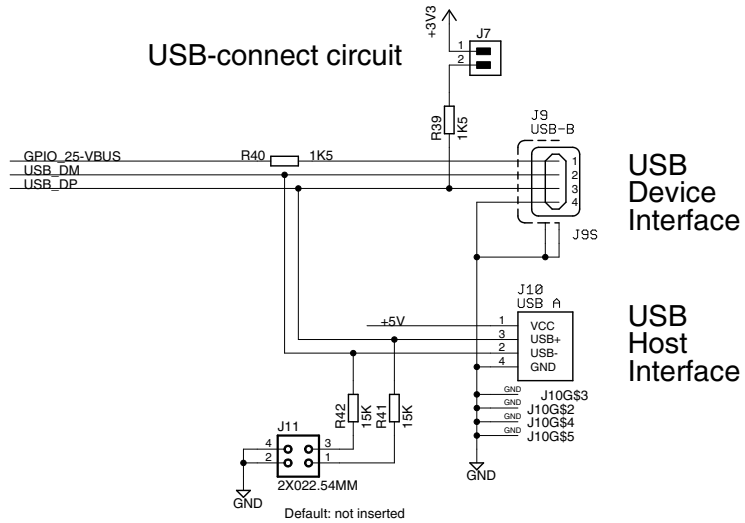 +3V3
J7
1
2
USB-connect circuit
R39
1K5
J9
USB-B
GPIO_25-VBUS
R40
1K5
1
USB_DM
2
USB_DP
3
4
USB
Device
Interface
J9S
J10
USB A
+5V
1
VCC
3
USB+
2
USB-
4
GND
USB
Host
Interface
GND
J10G$3
GND
J10G$2
GND
J10G$4
GND
J10G$5
GND
R42
15K
R41
15K
J11
4
3
2
1
2X022.54MM
GND
Default: not inserted